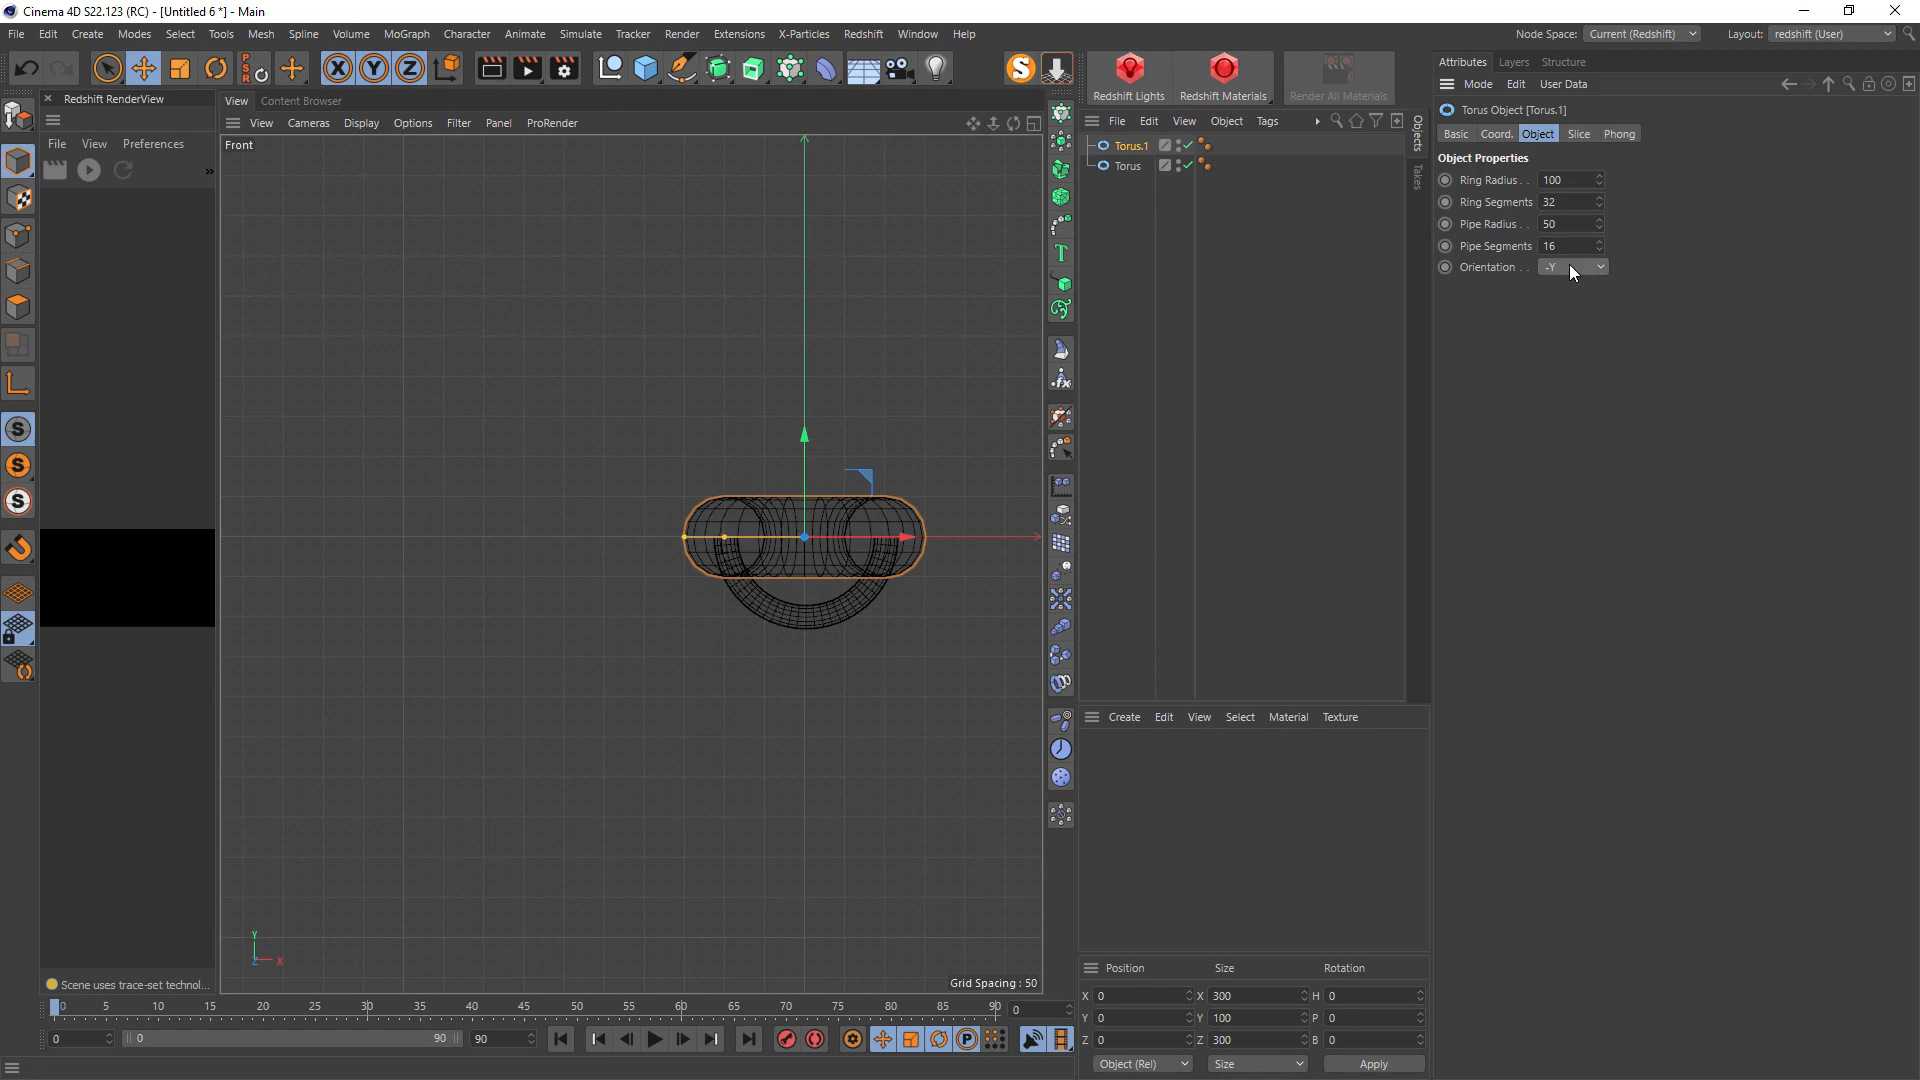 Cinema 4D S22.123 (RC) - [Untitled 6 *] - Main
File Edit Create Modes Select Tools Mesh Spline Volume MoGraph Character Animate Simulate Tracker Render Extensions X-Particles Redshift Window Help
Node Space: Current (Redshift) Layout: redshift (User)
PSR
X Y Z
Redshift Lights Redshift Materials Render All Materials
Redshift RenderView
File View Preferences
»
Scene uses trace-set technol...
View Content Browser
View Cameras Display Options Filter Panel ProRender
Front
Y
Z X
Grid Spacing : 50
File Edit View Object Tags
Torus.1
Torus
Objects
Takes
Create Edit View Select Material Texture
Attributes Layers Structure
Mode Edit User Data
Torus Object [Torus.1]
Basic Coord. Object Slice Phong
Object Properties
Ring Radius . . 100
Ring Segments 32
Pipe Radius . . 50
Pipe Segments 16
Orientation . . -Y
0 5 10 15 20 25 30 35 40 45 50 55 60 65 70 75 80 85 90 0
0 0 90 90
Position Size Rotation
X 0 X 300 H 0
Y 0 Y 100 P 0
Z 0 Z 300 B 0
Object (Rel) Size Apply